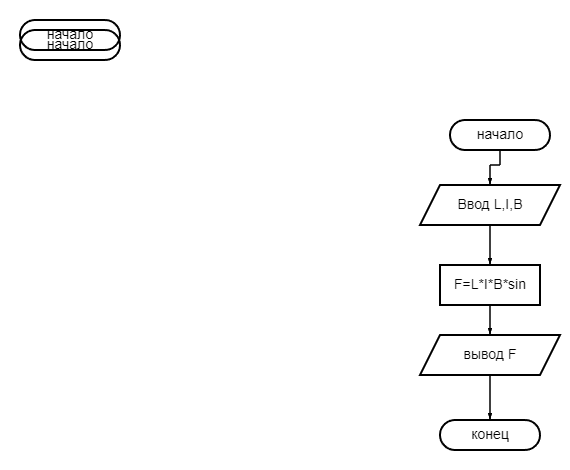 начало
начало
начало
Ввод L,I,B
F=L*I*B*sin
вывод F
конец